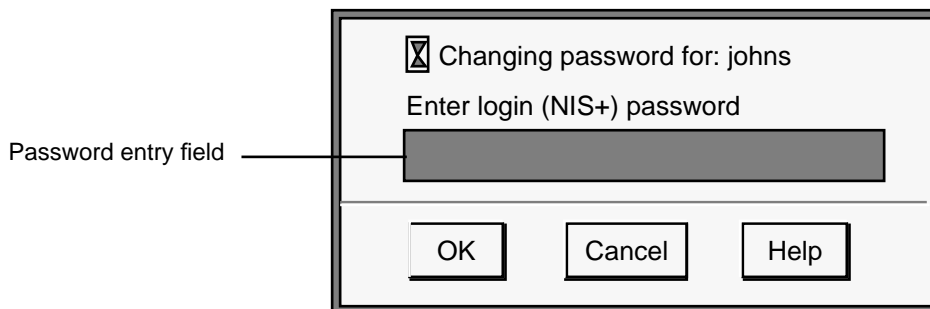 Changing password for: johns
Enter login (NIS+) password
Password entry field
OK Cancel Help